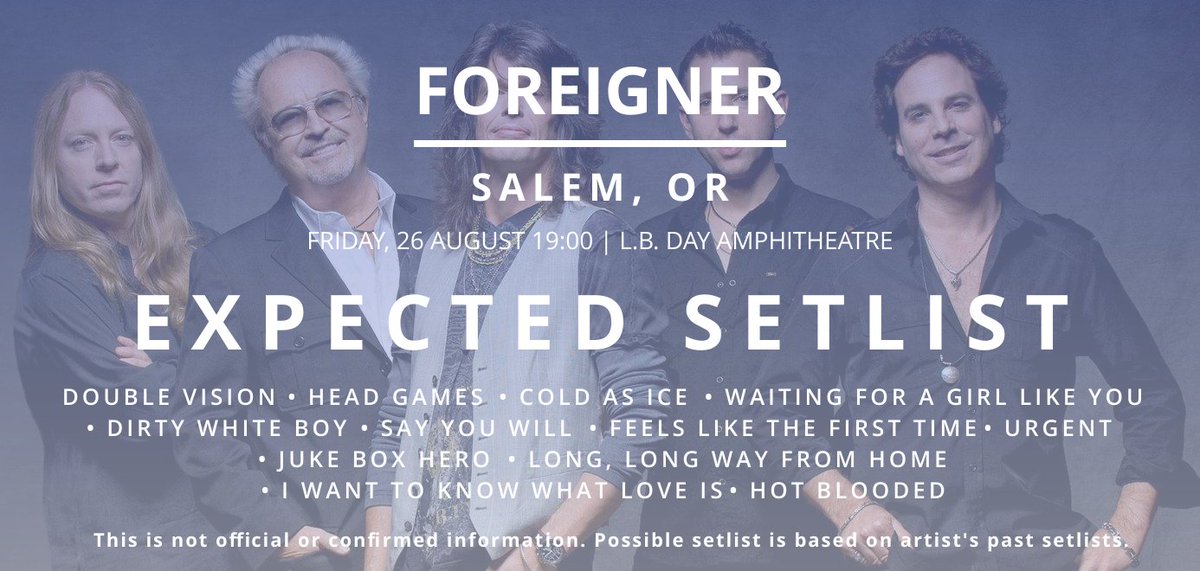 FOREIGNER
SALEM, OR
FRIDAY, 26 AUGUST 19:00 | L.B. DAY AMPHITHEATRE
EXPECTED SETLIST
DOUBLE VISION • HEAD GAMES • COLD AS ICE • WAITING FOR A GIRL LIKE YOU
• DIRTY WHITE BOY • SAY YOU WILL • FEELS LIKE THE FIRST TIME • URGENT
• JUKE BOX HERO • LONG, LONG WAY FROM HOME
• I WANT TO KNOW WHAT LOVE IS • HOT BLOODED
This is not official or confirmed information. Possible setlist is based on artist's past setlists.